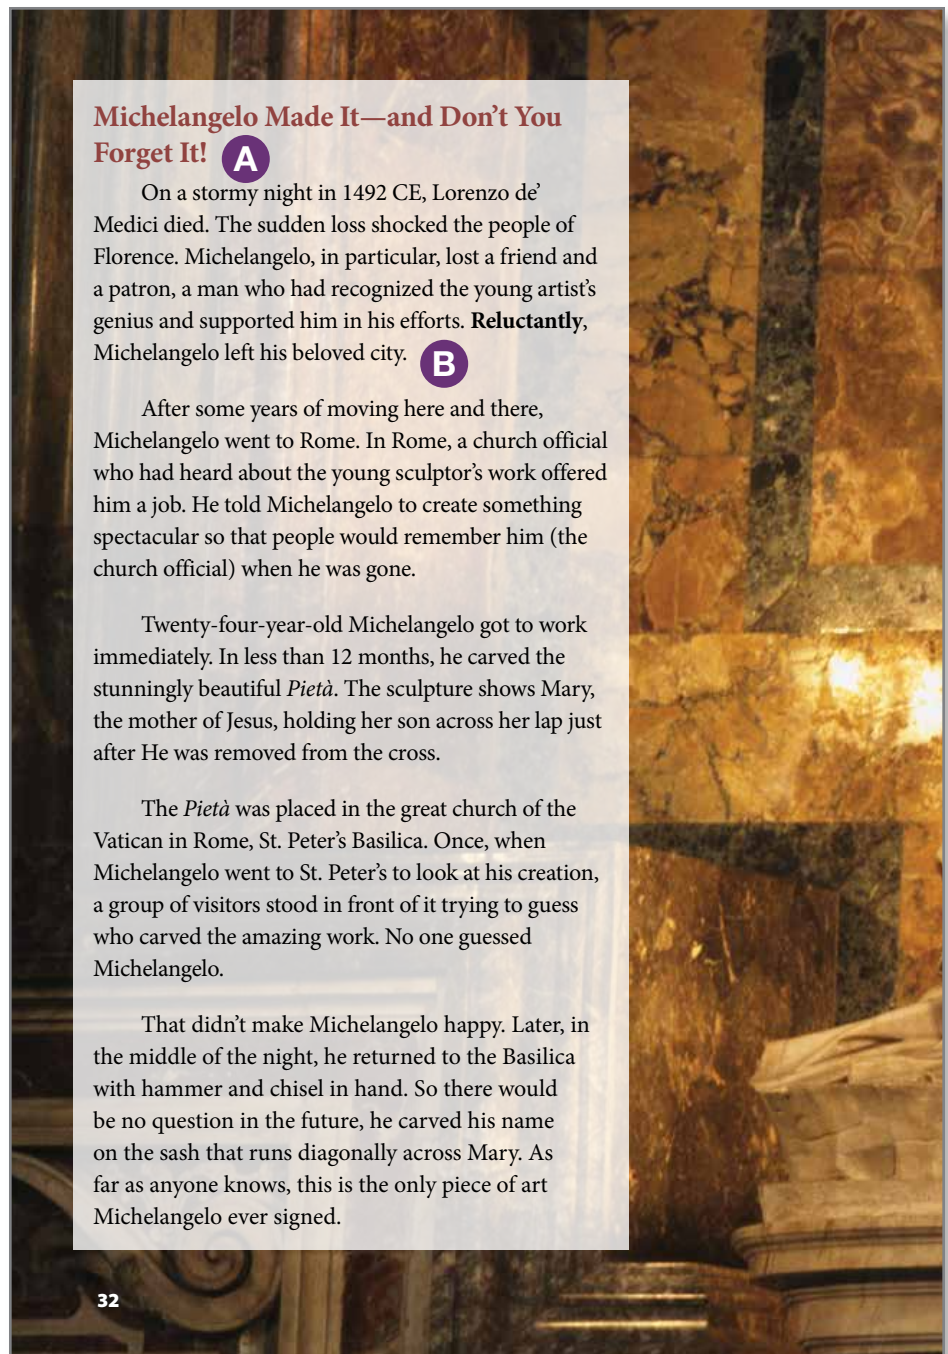 Michelangelo Made It—and Don’t You
Forget It! A
On a stormy night in 1492 CE, Lorenzo de’
Medici died. The sudden loss shocked the people of
Florence. Michelangelo, in particular, lost a friend and
a patron, a man who had recognized the young artist’s
genius and supported him in his efforts. Reluctantly,
Michelangelo left his beloved city. B
After some years of moving here and there,
Michelangelo went to Rome. In Rome, a church official
who had heard about the young sculptor’s work offered
him a job. He told Michelangelo to create something
spectacular so that people would remember him (the
church official) when he was gone.
Twenty-four-year-old Michelangelo got to work
immediately. In less than 12 months, he carved the
stunningly beautiful Pietà. The sculpture shows Mary,
the mother of Jesus, holding her son across her lap just
after He was removed from the cross.
The Pietà was placed in the great church of the
Vatican in Rome, St. Peter’s Basilica. Once, when
Michelangelo went to St. Peter’s to look at his creation,
a group of visitors stood in front of it trying to guess
who carved the amazing work. No one guessed
Michelangelo.
That didn’t make Michelangelo happy. Later, in
the middle of the night, he returned to the Basilica
with hammer and chisel in hand. So there would
be no question in the future, he carved his name
on the sash that runs diagonally across Mary. As
far as anyone knows, this is the only piece of art
Michelangelo ever signed.
32